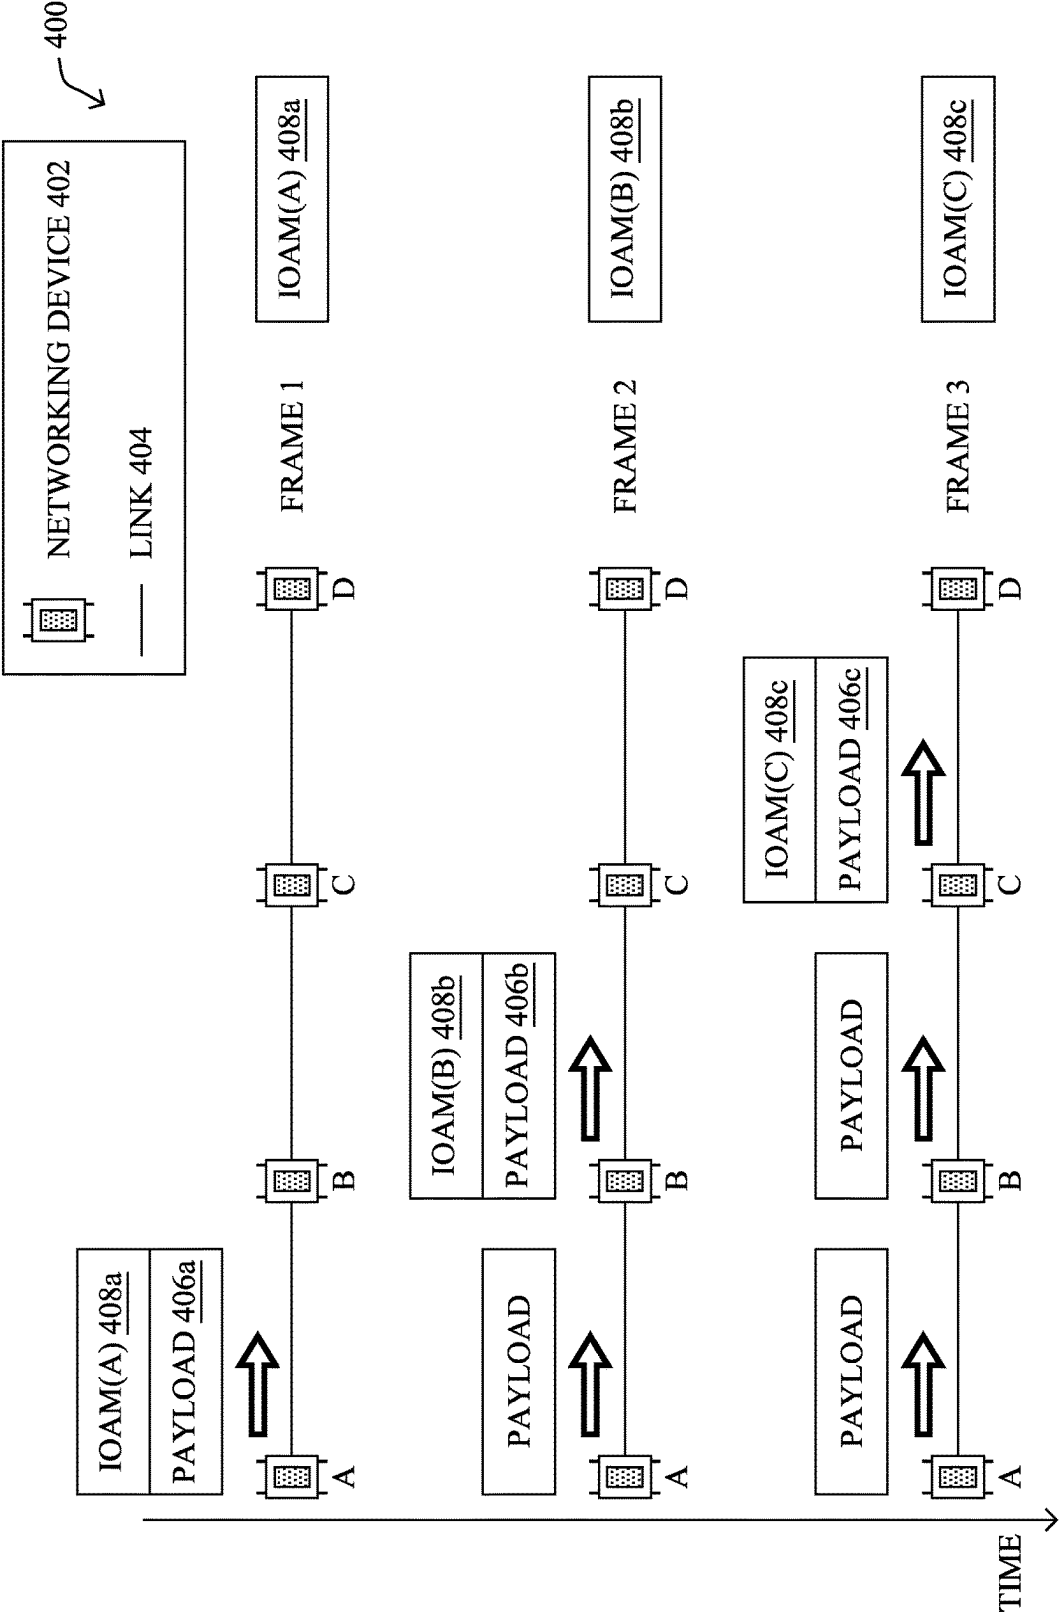 400
NETWORKING DEVICE 402
LINK 404
IOAM(A) 408a
PAYLOAD 406a
A
B
C
D
FRAME 1
IOAM(A) 408a
PAYLOAD
IOAM(B) 408b
PAYLOAD 406b
A
B
C
D
FRAME 2
IOAM(B) 408b
PAYLOAD
PAYLOAD
IOAM(C) 408c
PAYLOAD 406c
A
B
C
D
FRAME 3
IOAM(C) 408c
TIME